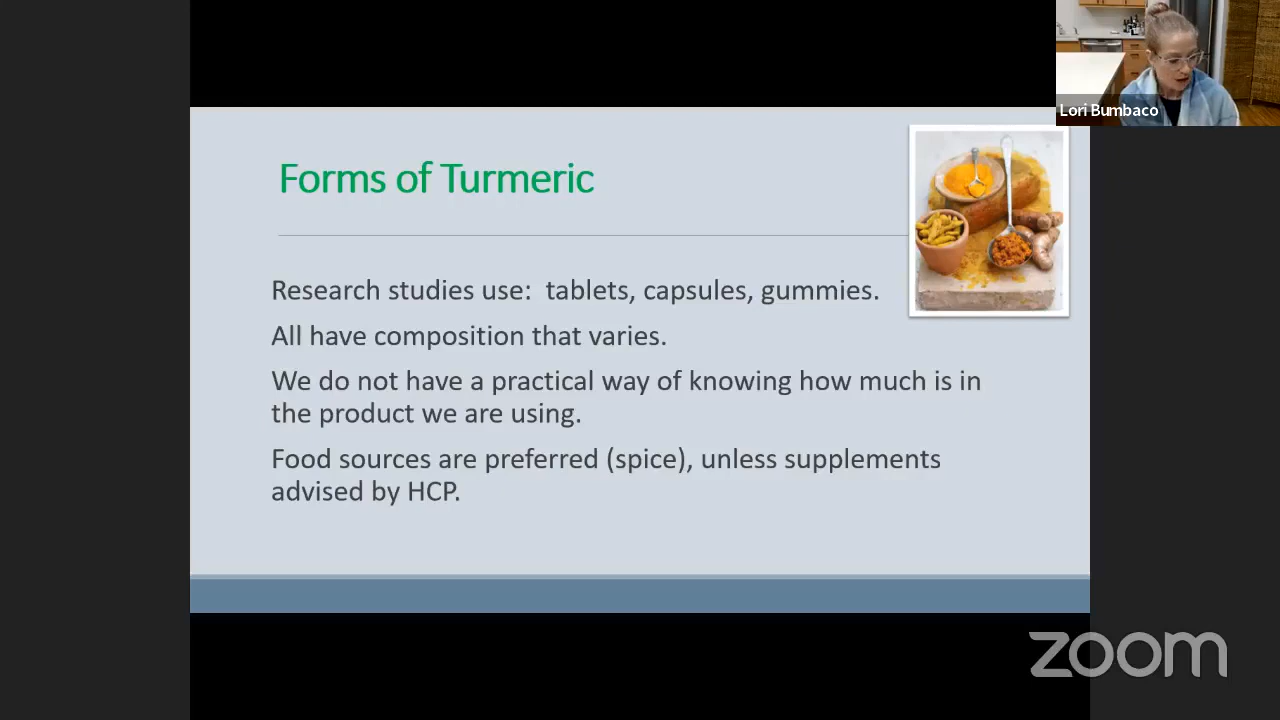 Lori Bumbaco
Forms of Turmeric
Research studies use:  tablets, capsules, gummies.
All have composition that varies.
We do not have a practical way of knowing how much is in
the product we are using.
Food sources are preferred (spice), unless supplements
advised by HCP.
zoom